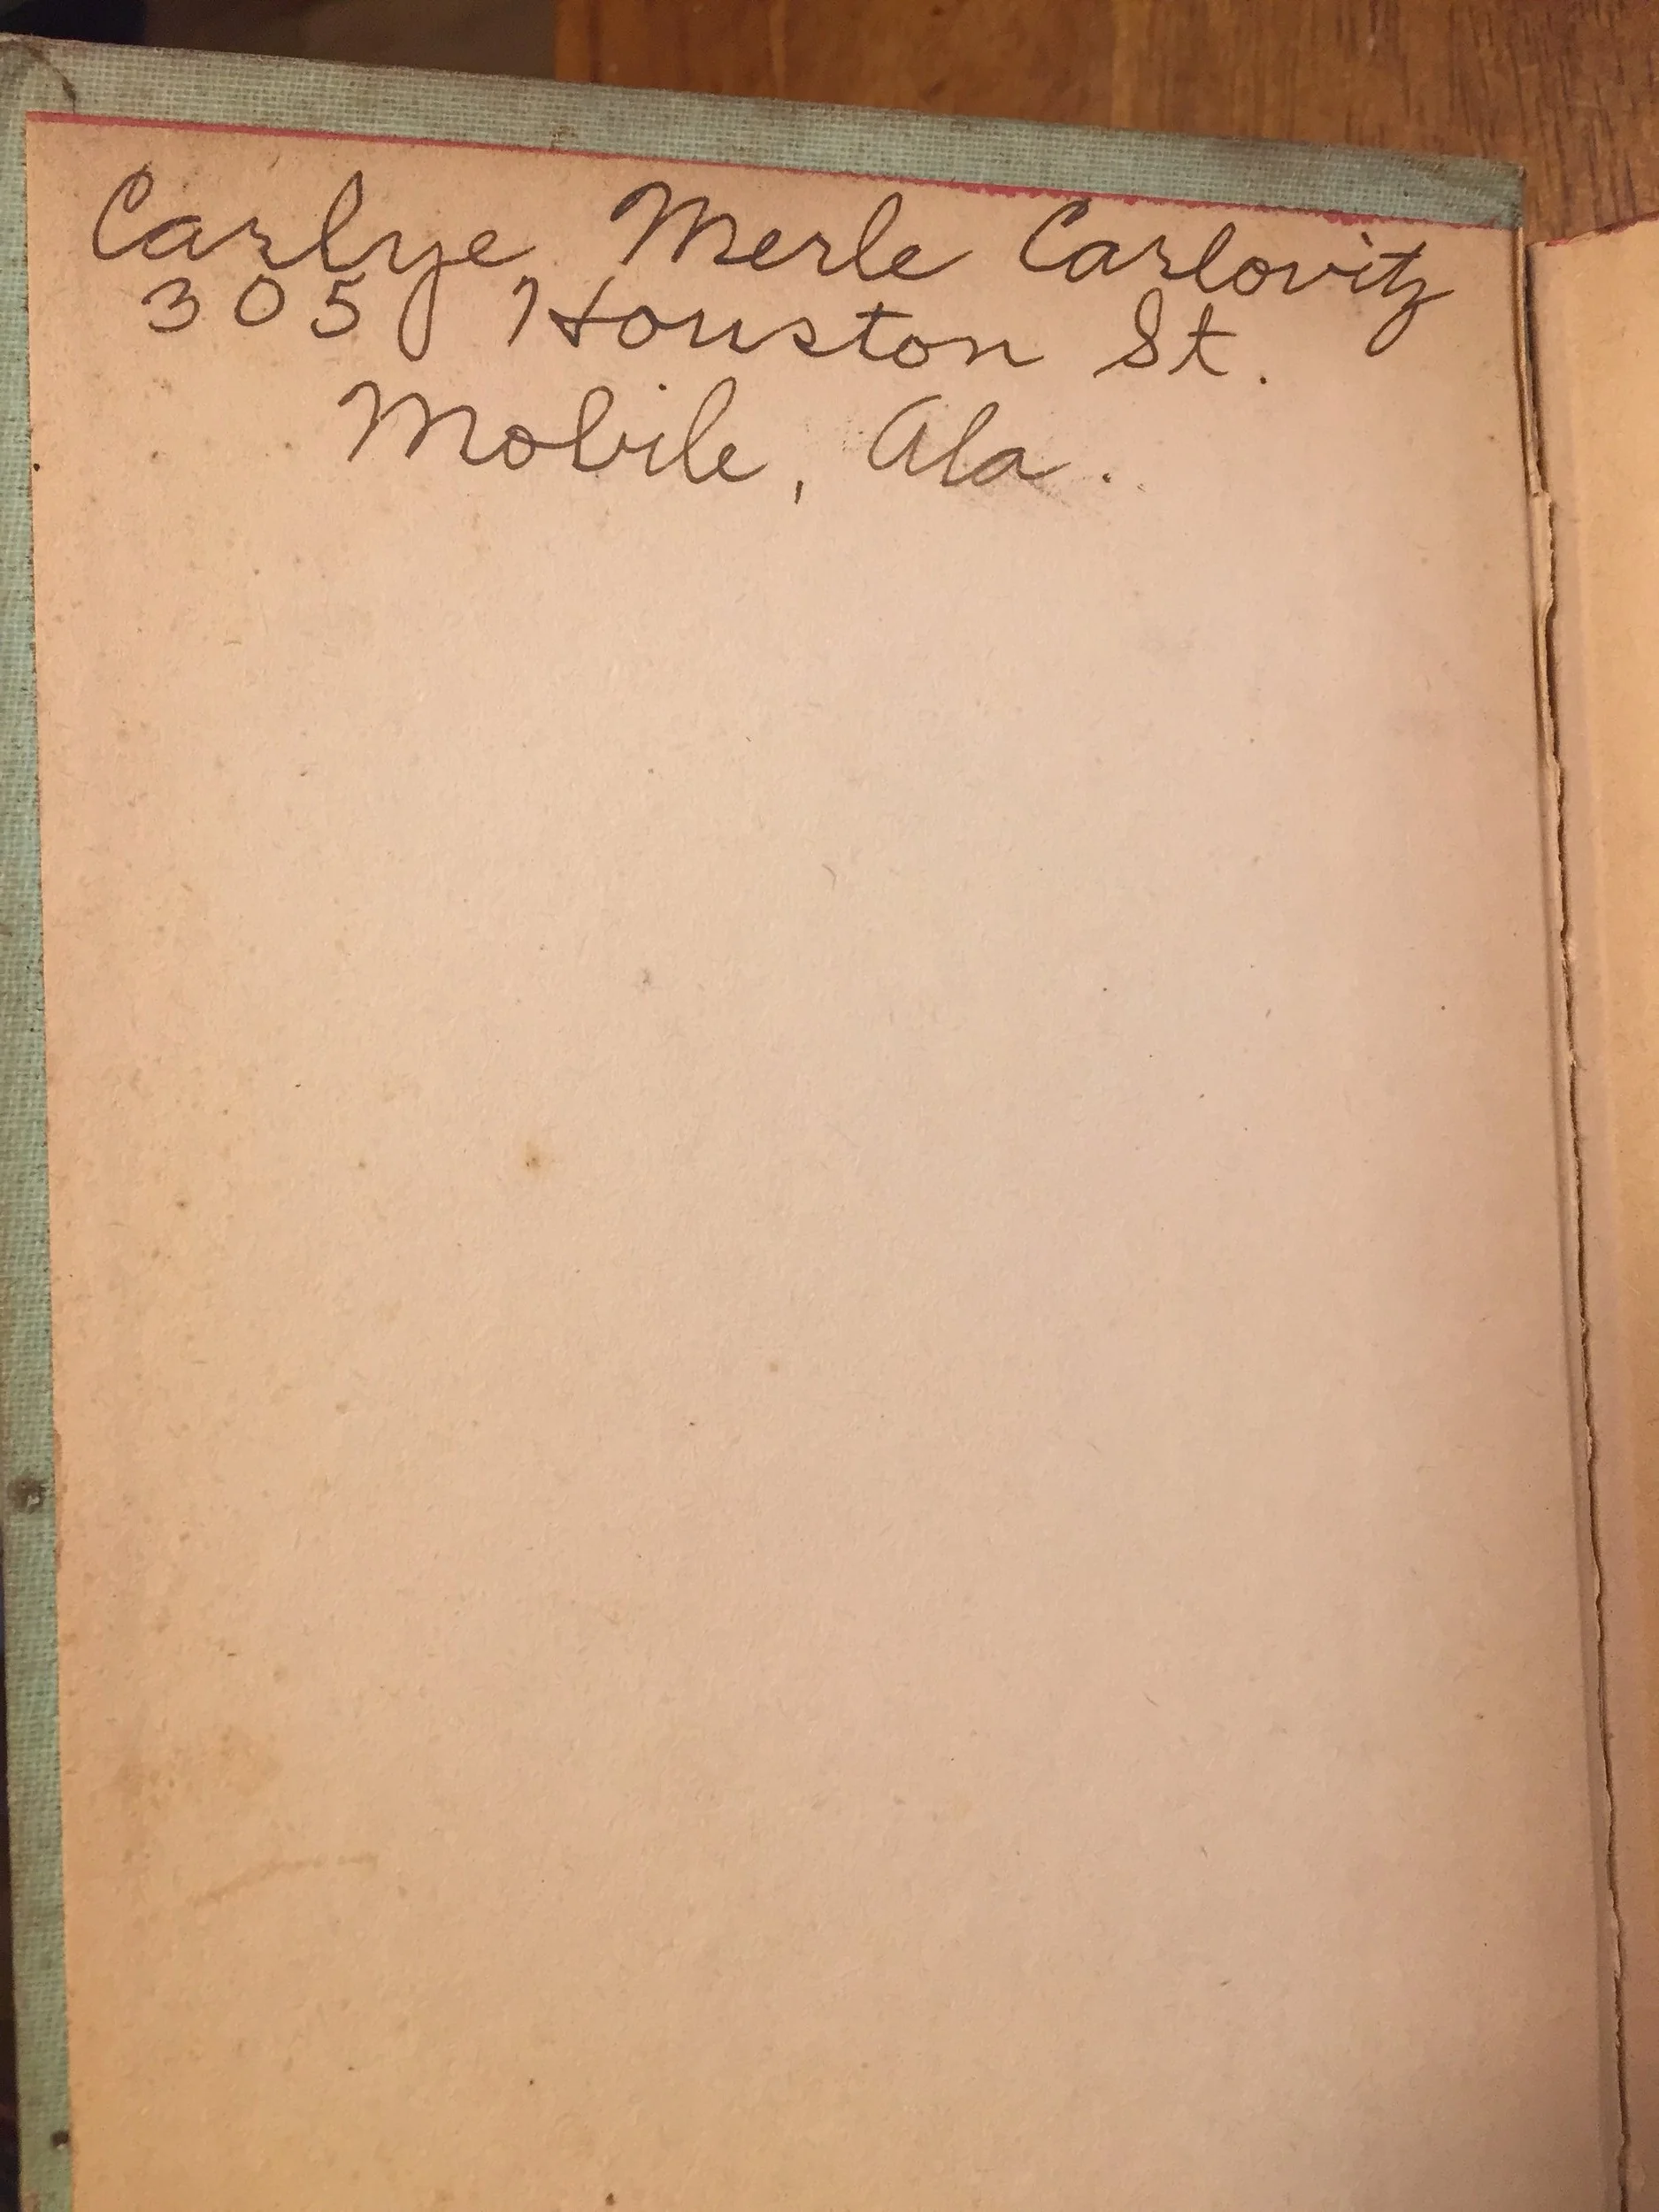 Carlye Merle Carlovitz
305 Houston St.
Mobile, Ala.